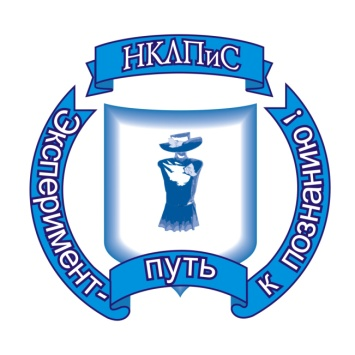 НКЛПиС
Эксперимент-
путь
к познанию!